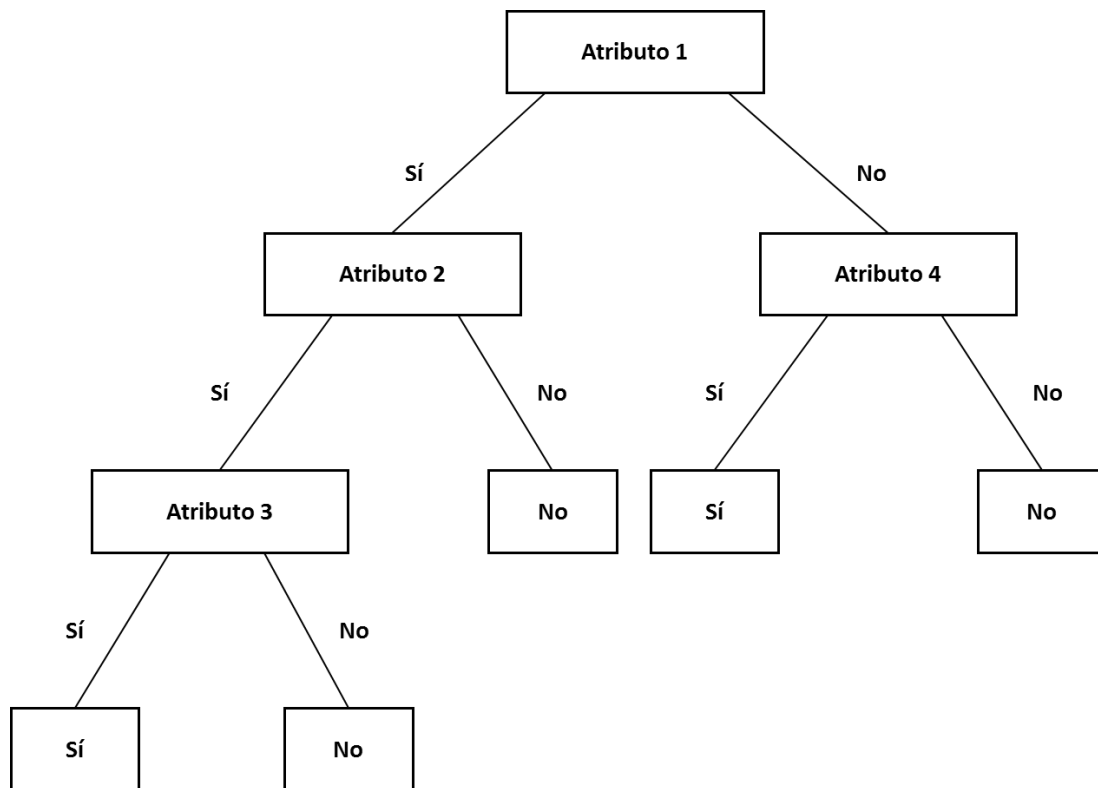 Atributo 1
Sí
No
Atributo 2
Atributo 4
Sí
No
Sí
No
Atributo 3
No
Sí
No
Sí
No
Sí
No